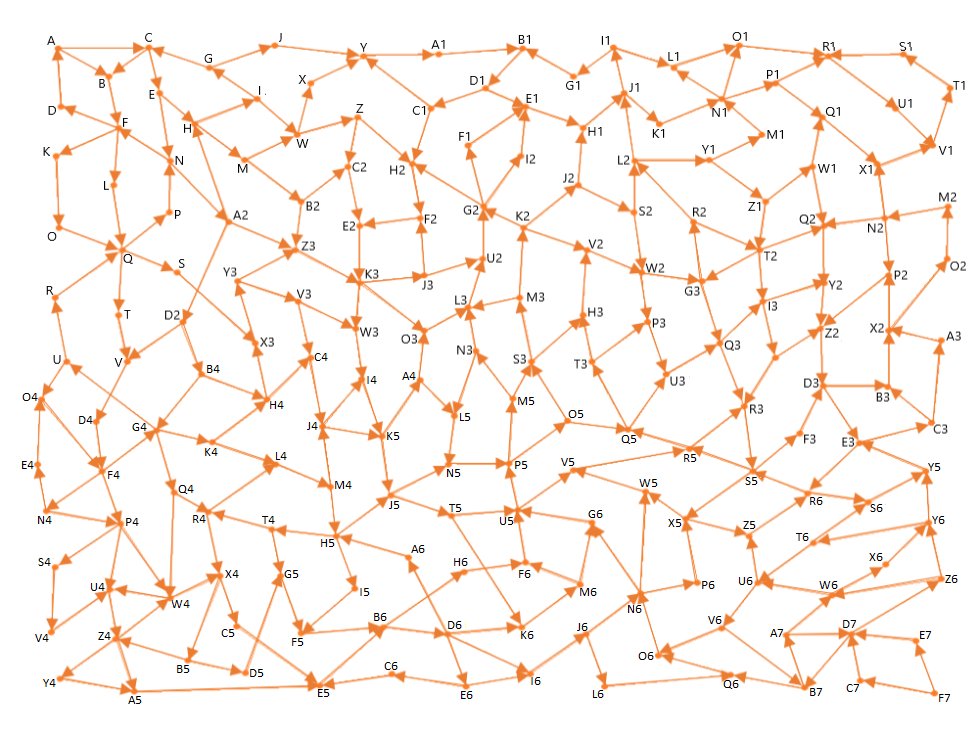 A C G J Y A1 B1 I1 L1 O1 R1 S1
B E I X D1 G1 J1 P1 T1
D F H W Z C1 E1 H1 K1 N1 Q1 U1
K N M C2 H2 F1 I2 L2 Y1 M1 W1 X1 V1
L P A2 B2 E2 F2 G2 J2 S2 R2 Z1 Q2 N2 M2
O Q S Z3 K3 J3 U2 K2 V2 W2 G3 T2 Y2 P2 O2
R T D2 Y3 V3 W3 O3 L3 M3 H3 P3 Q3 I3 Z2 X2 A3
U V B4 X3 C4 I4 A4 N3 S3 T3 U3 R3 D3 B3
O4 D4 G4 K4 H4 J4 K5 L5 M5 O5 Q5 R5 F3 E3 C3
E4 F4 Q4 L4 M4 J5 N5 P5 V5 W5 S5 R6 S6 Y5
N4 P4 R4 T4 H5 T5 U5 G6 X5 Z5 T6 Y6
S4 U4 W4 X4 G5 I5 A6 H6 F6 M6 N6 P6 U6 W6 X6 Z6
V4 Z4 C5 F5 B6 D6 K6 J6 V6 A7 D7 E7
Y4 A5 B5 D5 E5 C6 E6 I6 L6 O6 Q6 B7 C7 F7